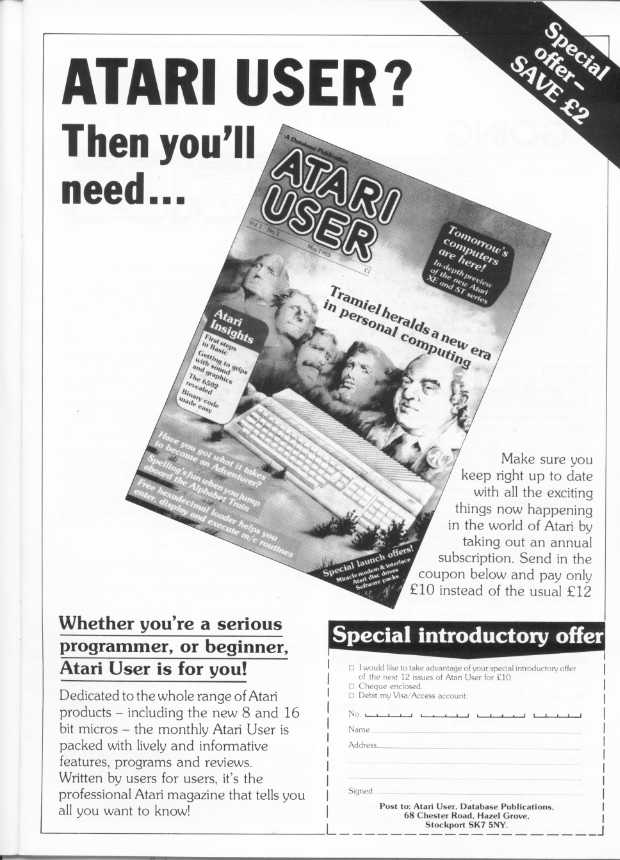 Special
offer –
SAVE £2
ATARI USER?
Then you'll
need...
A Database Publication
ATARI
USER
Vol 1 No. 1
May 1985
£1
Tomorrow's
computers
are here!
In-depth preview
of the new Atari
XE and ST series
Tramiel heralds a new era
in personal computing
Atari
Insights
First steps
in Basic
Getting to grips
with sound
and graphics
The 6502
revealed
Binary code
made easy
Have you got what it takes
to become an Adventurer?
Spelling's fun when you jump
aboard the Alphabet Train
Free hexadecimal loader helps you
enter, display and execute m/c routines
Special launch offers!
Miracle modem & interface
Atari disc drives
Software packs
Make sure you
keep right up to date
with all the exciting
things now happening
in the world of Atari by
taking out an annual
subscription. Send in the
coupon below and pay only
£10 instead of the usual £12
Whether you're a serious
programmer, or beginner,
Atari User is for you!
Dedicated to the whole range of Atari
products – including the new 8 and 16
bit micros – the monthly Atari User is
packed with lively and informative
features, programs and reviews.
Written by users for users, it's the
professional Atari magazine that tells you
all you want to know!
Special introductory offer
I would like to take advantage of your special introductory offer
of the next 12 issues of Atari User for £10.
Cheque enclosed.
Debit my Visa/Access account:
No.
Name
Address
Signed
Post to: Atari User, Database Publications,
68 Chester Road, Hazel Grove,
Stockport SK7 5NY.